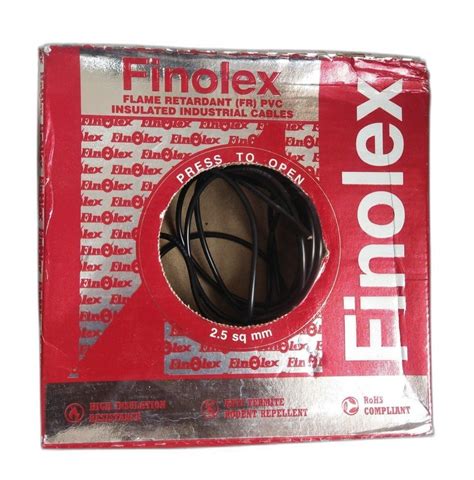 Finolex
FLAME RETARDANT (FR) PVC
INSULATED INDUSTRIAL CABLES
PRESS TO OPEN
2.5 sq mm
Finolex
HIGH INSULATION
RESISTANCE
ANTI TERMITE
RODENT REPELLENT
RoHS
COMPLIANT